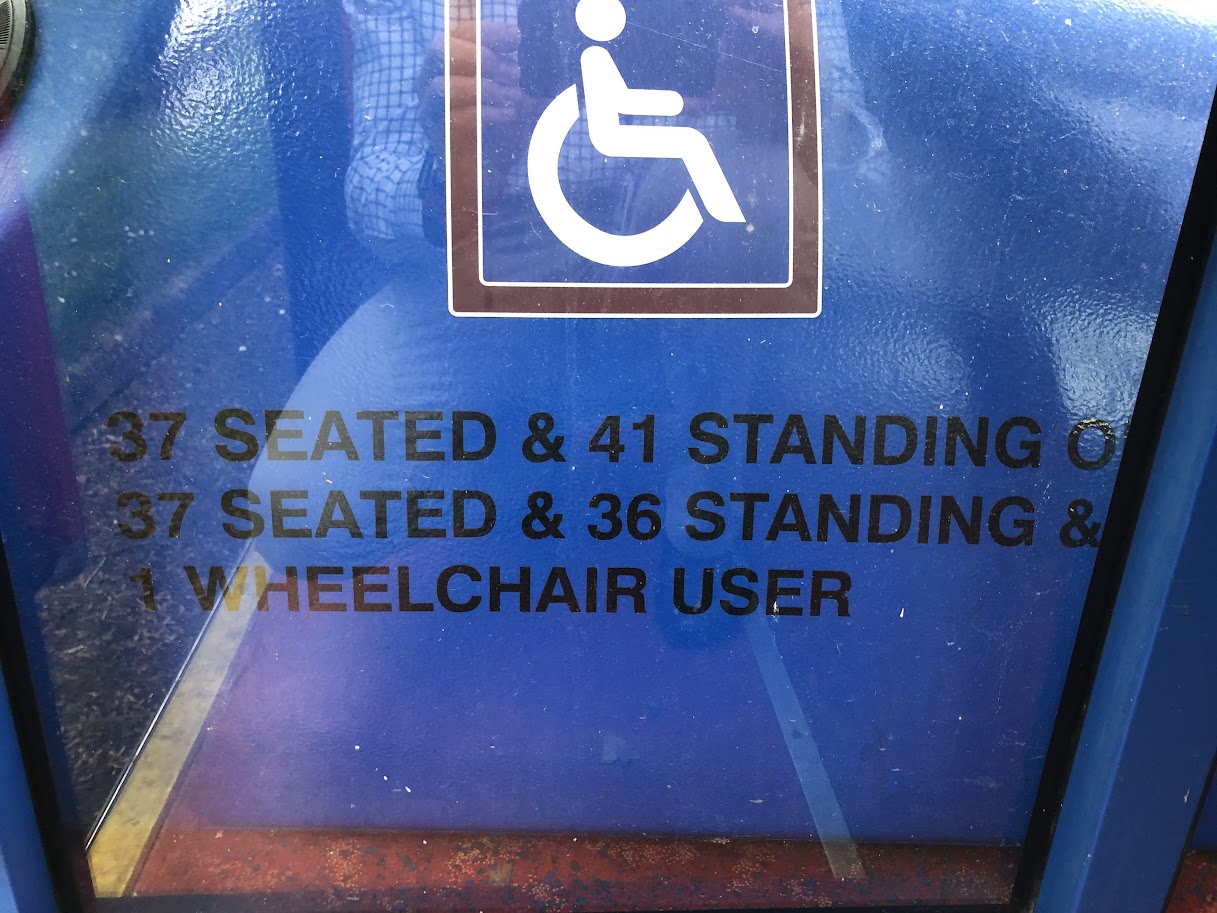 37 SEATED & 41 STANDING O
37 SEATED & 36 STANDING &
1 WHEELCHAIR USER